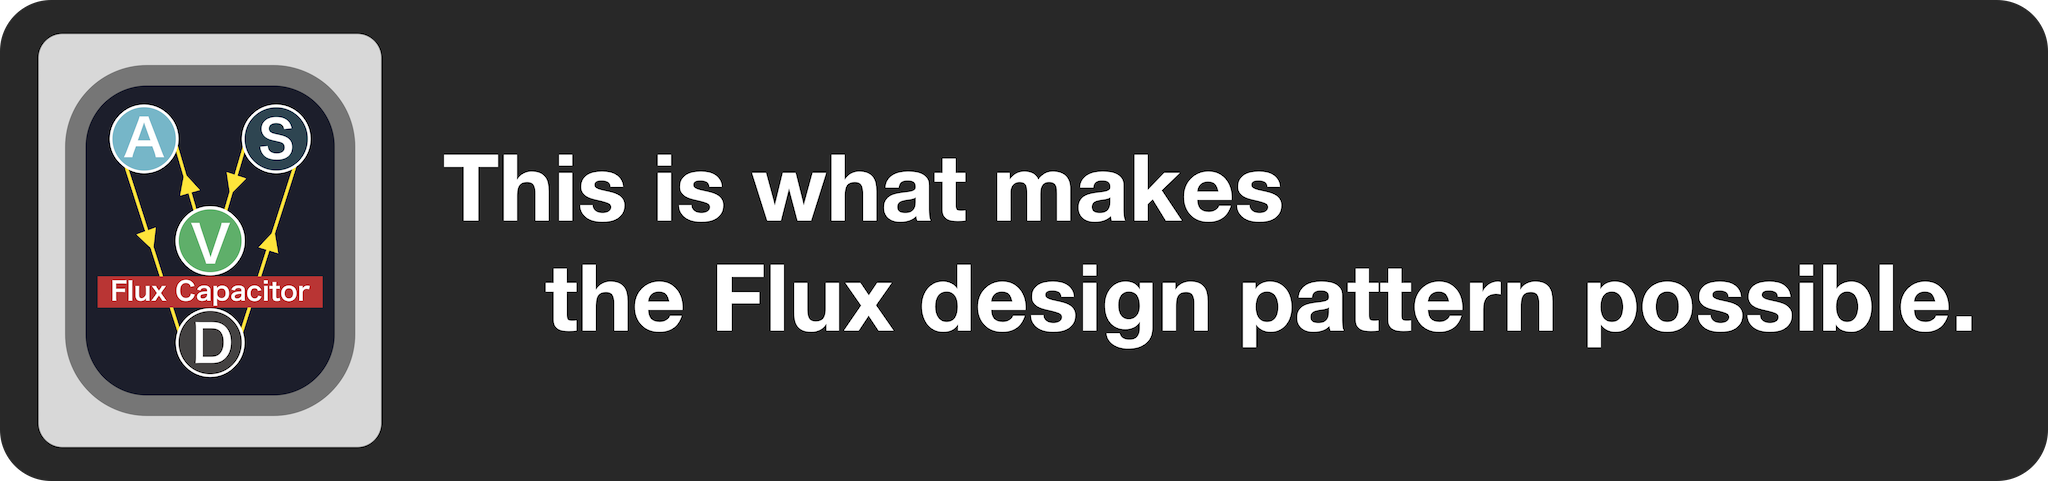 A
S
V
Flux Capacitor
D
This is what makes
the Flux design pattern possible.